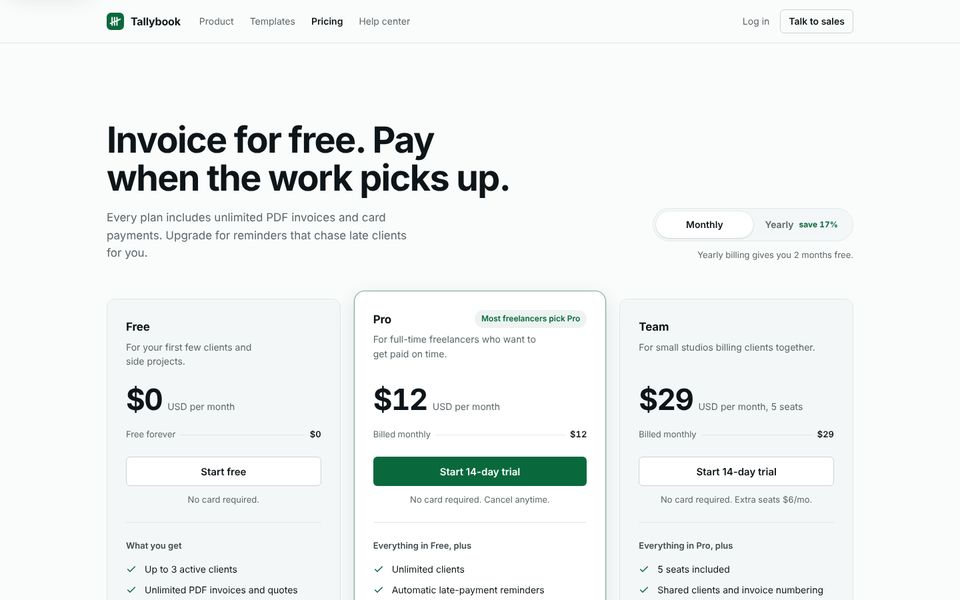 Tallybook
Product
Templates
Pricing
Help center
Log in
Talk to sales
Invoice for free. Pay
when the work picks up.
Every plan includes unlimited PDF invoices and card
payments. Upgrade for reminders that chase late clients
for you.
Monthly
Yearly save 17%
Yearly billing gives you 2 months free.
Free
For your first few clients and
side projects.
$0 USD per month
Free forever $0
Start free
No card required.
What you get
Up to 3 active clients
Unlimited PDF invoices and quotes
Pro
Most freelancers pick Pro
For full-time freelancers who want to
get paid on time.
$12 USD per month
Billed monthly $12
Start 14-day trial
No card required. Cancel anytime.
Everything in Free, plus
Unlimited clients
Automatic late-payment reminders
Team
For small studios billing clients together.
$29 USD per month, 5 seats
Billed monthly $29
Start 14-day trial
No card required. Extra seats $6/mo.
Everything in Pro, plus
5 seats included
Shared clients and invoice numbering